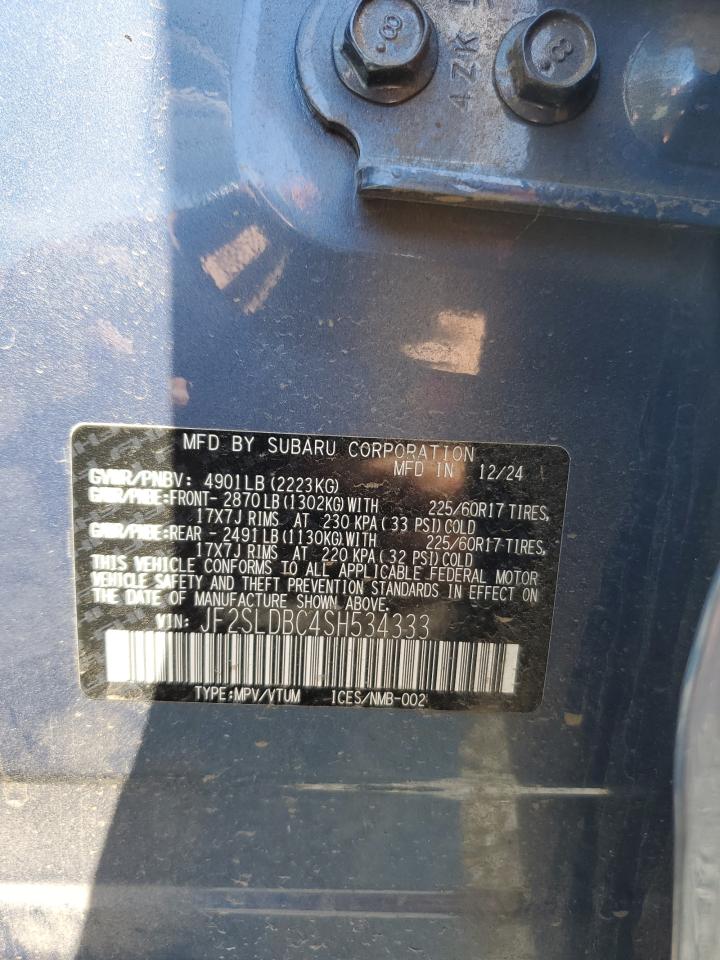 8.
8.
4ZK
MFD BY SUBARU CORPORATION
MFD IN 12/24
GVWR/PNBV: 4901LB(2223KG)
GAWR/PNBE:FRONT- 2870LB(1302KG)WITH 225/60R17 TIRES,
17X7J RIMS AT 230 KPA(33 PSI)COLD
GAWR/PNBE:REAR - 2491LB(1130KG)WITH 225/60R17 TIRES,
17X7J RIMS AT 220 KPA(32 PSI)COLD
THIS VEHICLE CONFORMS TO ALL APPLICABLE FEDERAL MOTOR
VEHICLE SAFETY AND THEFT PREVENTION STANDARDS IN EFFECT ON
THE DATE OF MANUFACTURE SHOWN ABOVE.
VIN: JF2SLDBC4SH534333
TYPE:MPV/VTUM ICES/NMB-002